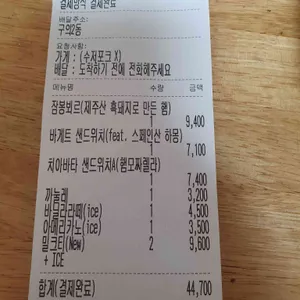 결제방식 결제완료
배달주소:
구의2동
요청사항:
가게 : (수저포크 X)
배달 : 도착하기 전에 전화해주세요
메뉴명 수량 금액
잠봉뵈르(제주산 흑돼지로 만든 햄)
1 9,400
바게트 샌드위치(feat. 스페인산 하몽)
1 7,100
치아바타 샌드위치A(햄모짜렐라)
1 7,400
까눌레 1 3,200
바닐라라떼(ice) 1 4,500
아메리카노(ice) 1 3,500
밀크티(New) 2 9,600
+ ICE
합계(결제완료) 44,700